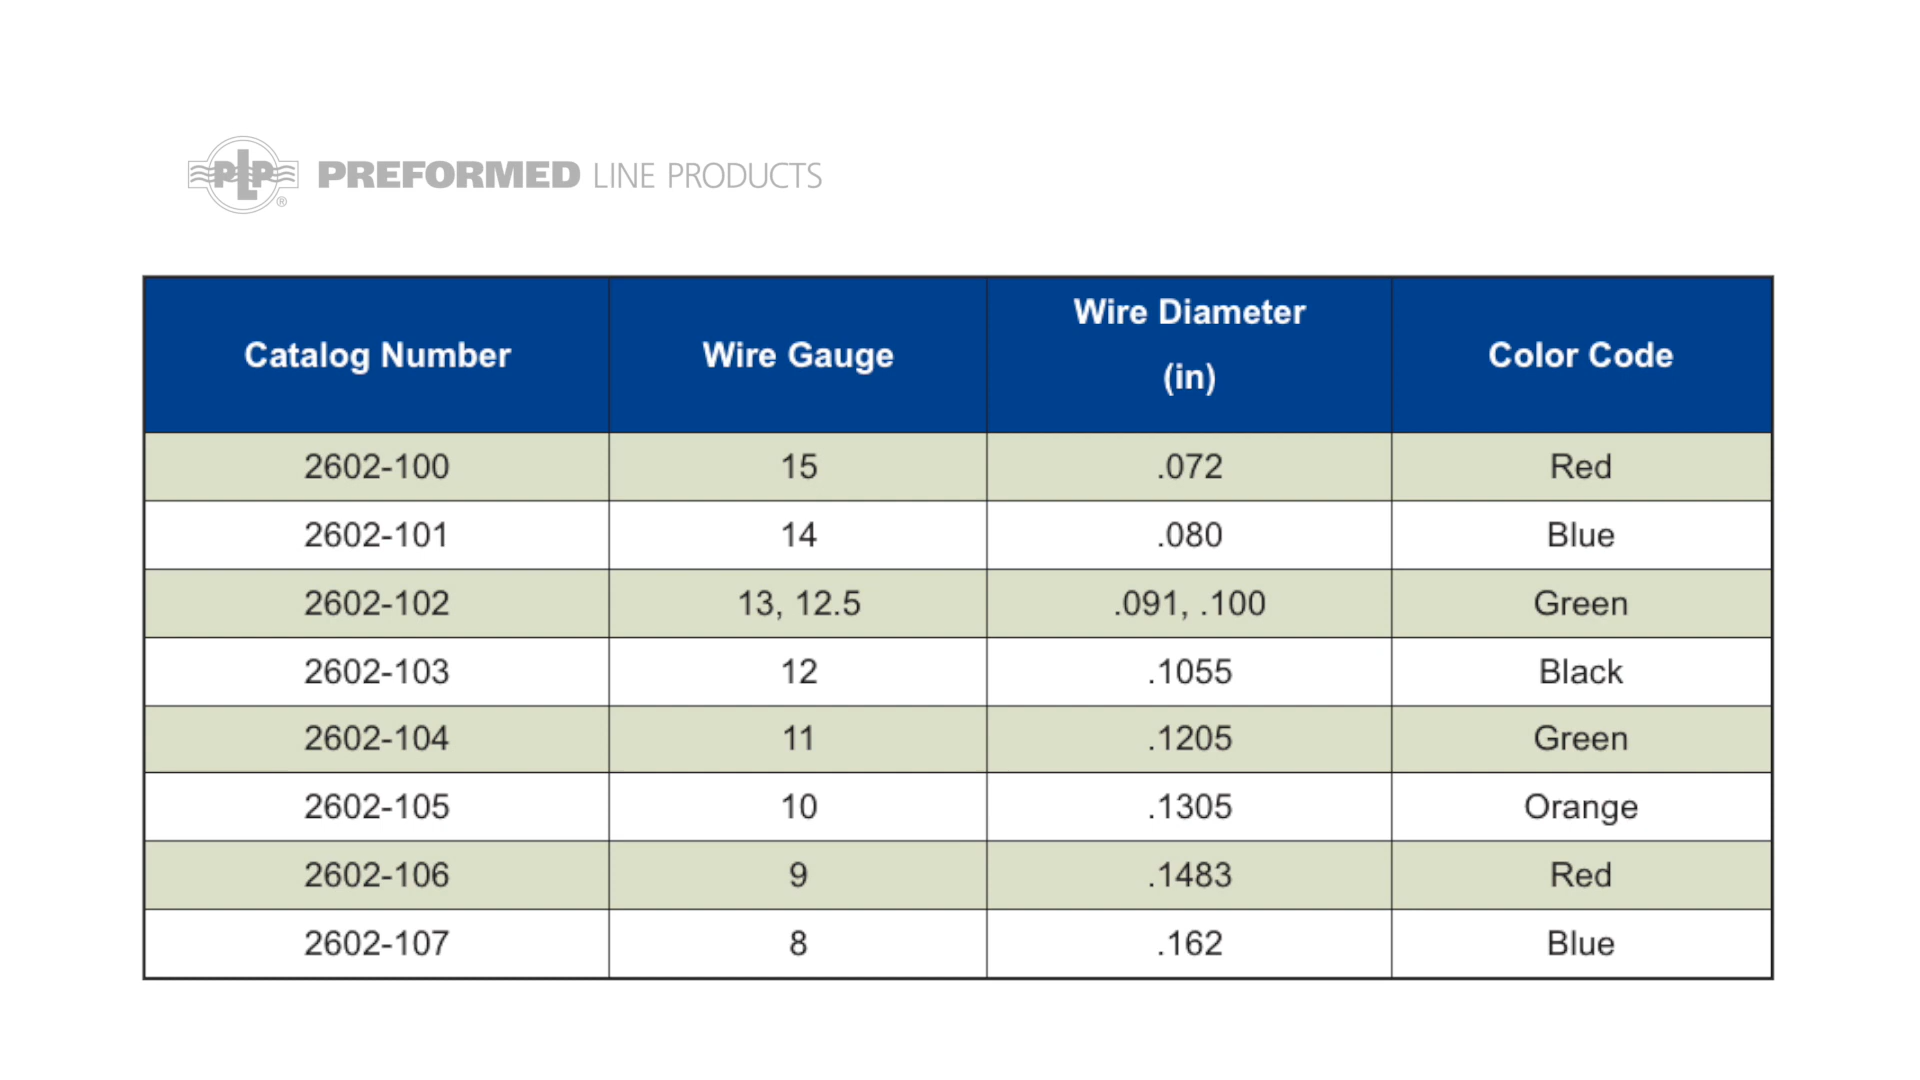 PLP® PREFORMED LINE PRODUCTS
Catalog Number Wire Gauge Wire Diameter (in) Color Code
2602-100 15 .072 Red
2602-101 14 .080 Blue
2602-102 13, 12.5 .091, .100 Green
2602-103 12 .1055 Black
2602-104 11 .1205 Green
2602-105 10 .1305 Orange
2602-106 9 .1483 Red
2602-107 8 .162 Blue